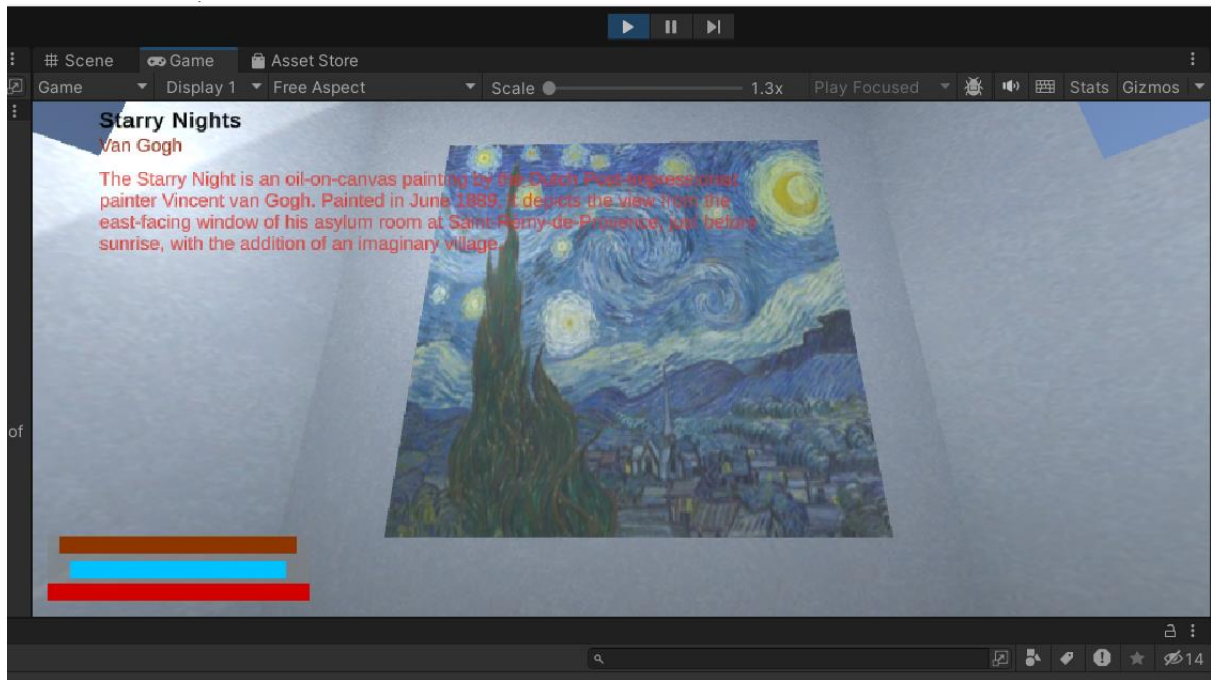 Scene Game Asset Store
Game Display 1 Free Aspect Scale 1.3x Play Focused Stats Gizmos
Starry Nights
Van Gogh
The Starry Night is an oil-on-canvas painting by the Dutch Post-Impressionist
painter Vincent van Gogh. Painted in June 1889, it depicts the view from the
east-facing window of his asylum room at Saint-Remy-de-Provence, just before
sunrise, with the addition of an imaginary village.
of
14